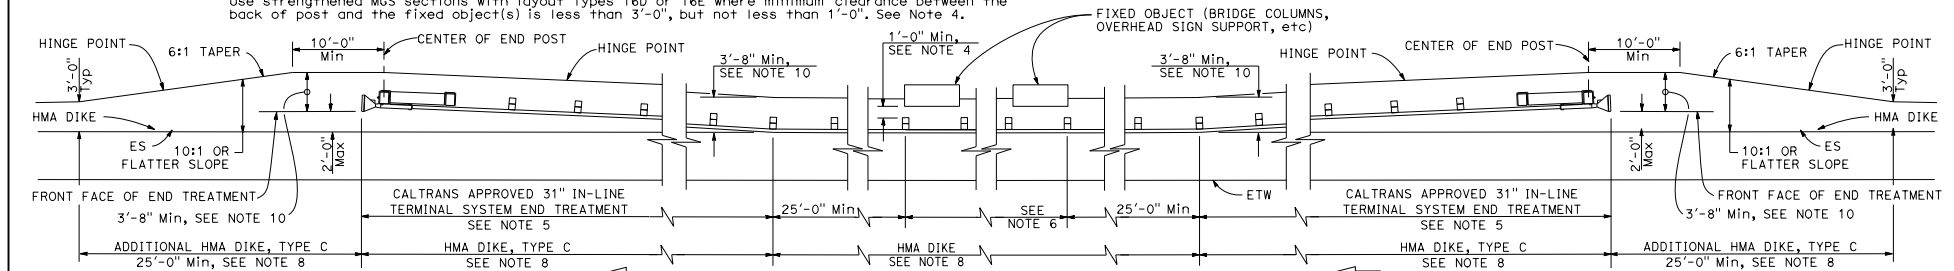 Use strengthened MGS sections with layout Types 16D or 16E where minimum clearance between the
back of post and the fixed object(s) is less than 3'-0", but not less than 1'-0". See Note 4.
FIXED OBJECT (BRIDGE COLUMNS,
OVERHEAD SIGN SUPPORT, etc)
HINGE POINT
6:1 TAPER
10'-0"
Min
CENTER OF END POST
HINGE POINT
1'-0" Min,
SEE NOTE 4
3'-8" Min,
SEE NOTE 10
3'-8" Min,
SEE NOTE 10
HINGE POINT
CENTER OF END POST
10'-0"
Min
6:1 TAPER
HINGE POINT
3'-0"
Typ
3'-0"
Typ
HMA DIKE
HMA DIKE
ES
10:1 OR
FLATTER SLOPE
2'-0"
Max
2'-0"
Max
ES
10:1 OR
FLATTER SLOPE
FRONT FACE OF END TREATMENT
3'-8" Min, SEE NOTE 10
CALTRANS APPROVED 31" IN-LINE
TERMINAL SYSTEM END TREATMENT
SEE NOTE 5
25'-0" Min
SEE
NOTE 6
25'-0" Min
ETW
CALTRANS APPROVED 31" IN-LINE
TERMINAL SYSTEM END TREATMENT
SEE NOTE 5
FRONT FACE OF END TREATMENT
3'-8" Min, SEE NOTE 10
ADDITIONAL HMA DIKE, TYPE C
25'-0" Min, SEE NOTE 8
HMA DIKE, TYPE C
SEE NOTE 8
HMA DIKE
SEE NOTE 8
HMA DIKE, TYPE C
SEE NOTE 8
ADDITIONAL HMA DIKE, TYPE C
25'-0" Min, SEE NOTE 8